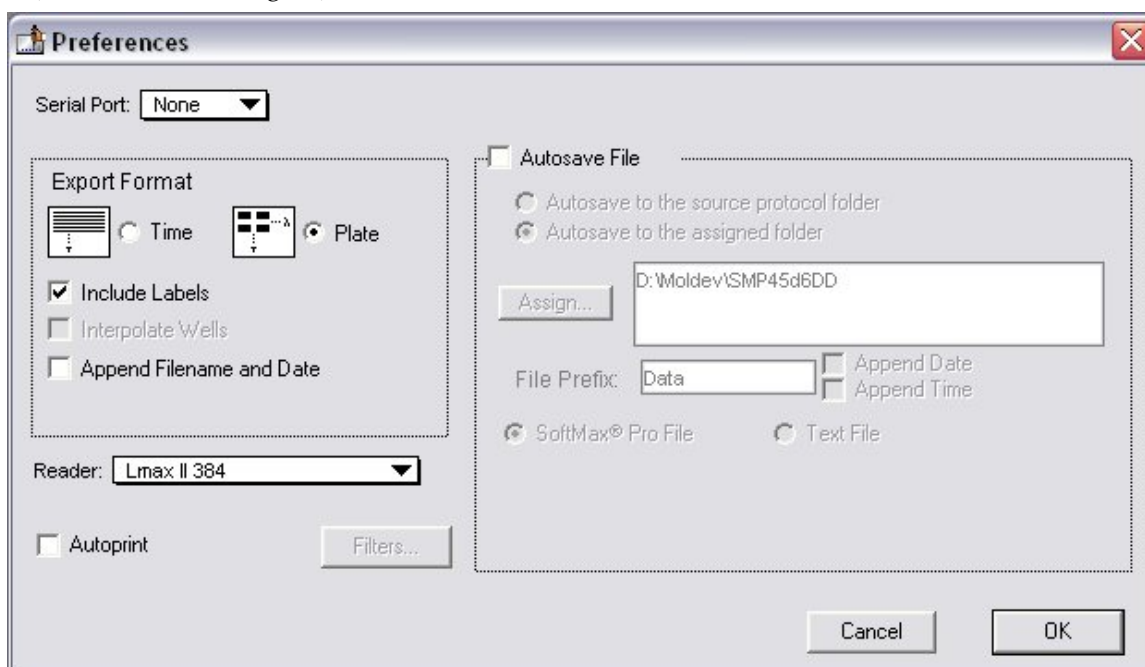 Preferences
Serial Port: None
Export Format
Time
Plate
Include Labels
Interpolate Wells
Append Filename and Date
Reader: Lmax II 384
Autoprint
Filters...
Autosave File
Autosave to the source protocol folder
Autosave to the assigned folder
Assign...
D:\Moldev\SMP45d6DD
File Prefix: Data
Append Date
Append Time
SoftMax® Pro File
Text File
Cancel
OK